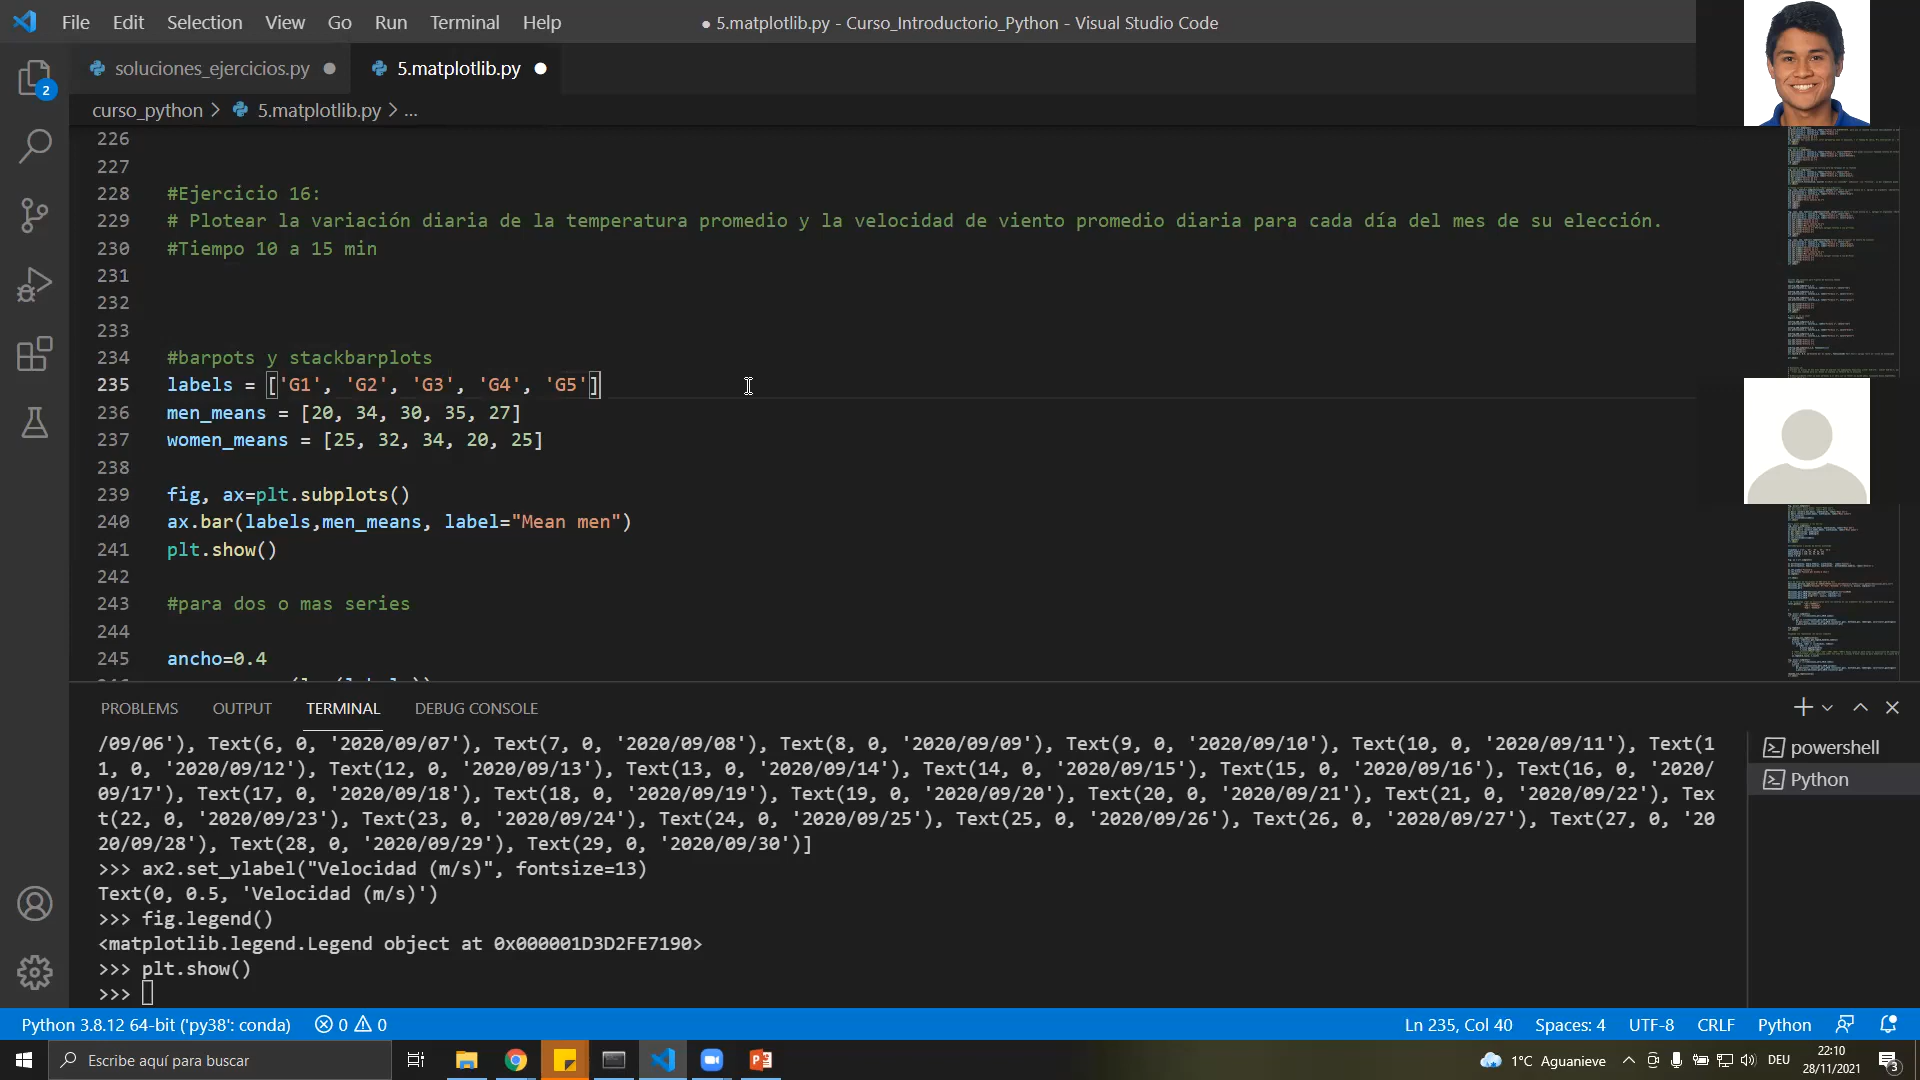 File Edit Selection View Go Run Terminal Help
● 5.matplotlib.py - Curso_Introductorio_Python - Visual Studio Code
soluciones_ejercicios.py ●
5.matplotlib.py ●
curso_python > 5.matplotlib.py > ...
2
226
227
228 #Ejercicio 16:
229 # Plotear la variación diaria de la temperatura promedio y la velocidad de viento promedio diaria para cada día del mes de su elección.
230 #Tiempo 10 a 15 min
231
232
233
234 #barpots y stackbarplots
235 labels = ['G1', 'G2', 'G3', 'G4', 'G5']
236 men_means = [20, 34, 30, 35, 27]
237 women_means = [25, 32, 34, 20, 25]
238
239 fig, ax=plt.subplots()
240 ax.bar(labels,men_means, label="Mean men")
241 plt.show()
242
243 #para dos o mas series
244
245 ancho=0.4
PROBLEMS OUTPUT TERMINAL DEBUG CONSOLE
/09/06'), Text(6, 0, '2020/09/07'), Text(7, 0, '2020/09/08'), Text(8, 0, '2020/09/09'), Text(9, 0, '2020/09/10'), Text(10, 0, '2020/09/11'), Text(1
1, 0, '2020/09/12'), Text(12, 0, '2020/09/13'), Text(13, 0, '2020/09/14'), Text(14, 0, '2020/09/15'), Text(15, 0, '2020/09/16'), Text(16, 0, '2020/
09/17'), Text(17, 0, '2020/09/18'), Text(18, 0, '2020/09/19'), Text(19, 0, '2020/09/20'), Text(20, 0, '2020/09/21'), Text(21, 0, '2020/09/22'), Tex
t(22, 0, '2020/09/23'), Text(23, 0, '2020/09/24'), Text(24, 0, '2020/09/25'), Text(25, 0, '2020/09/26'), Text(26, 0, '2020/09/27'), Text(27, 0, '20
20/09/28'), Text(28, 0, '2020/09/29'), Text(29, 0, '2020/09/30')]
>>> ax2.set_ylabel("Velocidad (m/s)", fontsize=13)
Text(0, 0.5, 'Velocidad (m/s)')
>>> fig.legend()
<matplotlib.legend.Legend object at 0x000001D3D2FE7190>
>>> plt.show()
>>>
powershell
Python
Python 3.8.12 64-bit ('py38': conda) 0 0
Ln 235, Col 40 Spaces: 4 UTF-8 CRLF Python
Escribe aquí para buscar
1°C Aguanieve
DEU
22:10
28/11/2021
3